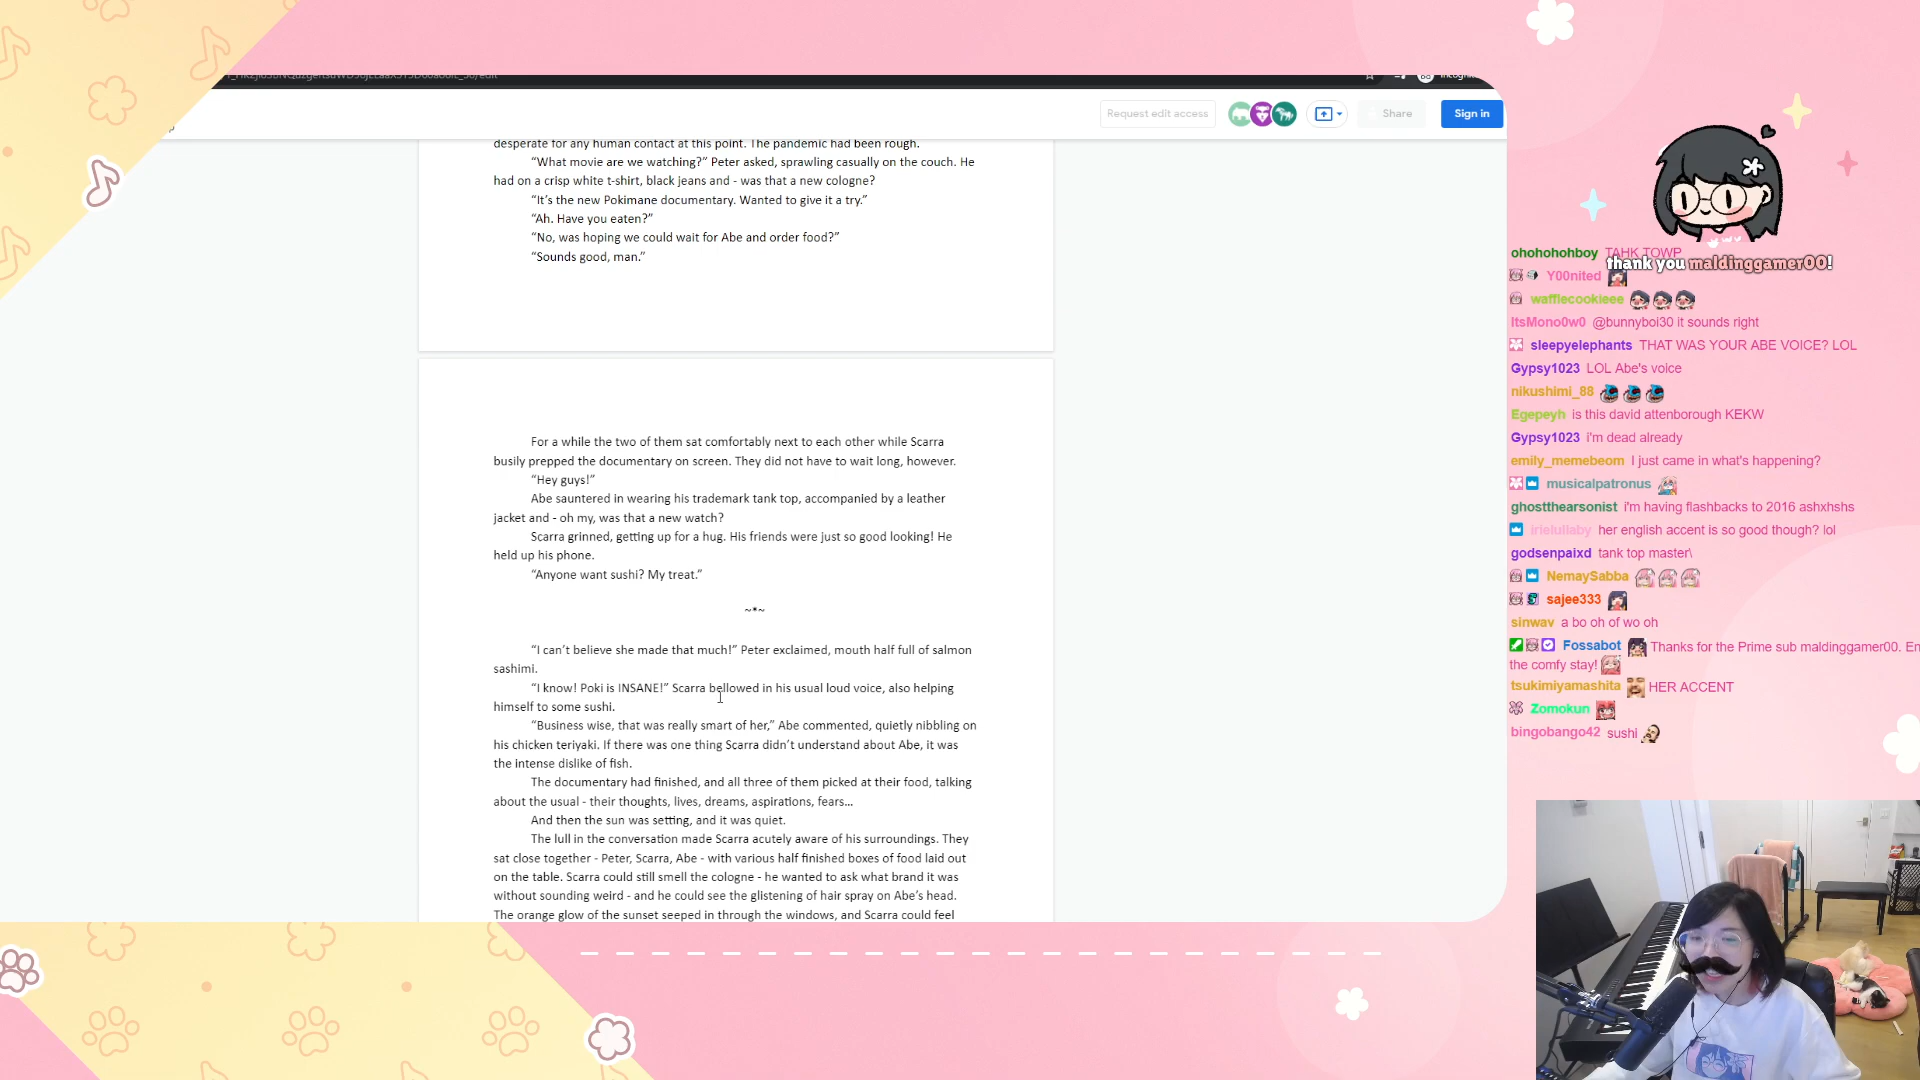 Request edit access
Share
Sign in
desperate for any human contact at this point. The pandemic had been rough.
“What movie are we watching?” Peter asked, sprawling casually on the couch. He
had on a crisp white t-shirt, black jeans and - was that a new cologne?
“It’s the new Pokimane documentary. Wanted to give it a try.”
“Ah. Have you eaten?”
“No, was hoping we could wait for Abe and order food?”
“Sounds good, man.”
For a while the two of them sat comfortably next to each other while Scarra
busily prepped the documentary on screen. They did not have to wait long, however.
“Hey guys!”
Abe sauntered in wearing his trademark tank top, accompanied by a leather
jacket and - oh my, was that a new watch?
Scarra grinned, getting up for a hug. His friends were just so good looking! He
held up his phone.
“Anyone want sushi? My treat.”
~*~
“I can’t believe she made that much!” Peter exclaimed, mouth half full of salmon
sashimi.
“I know! Poki is INSANE!” Scarra bellowed in his usual loud voice, also helping
himself to some sushi.
“Business wise, that was really smart of her,” Abe commented, quietly nibbling on
his chicken teriyaki. If there was one thing Scarra didn’t understand about Abe, it was
the intense dislike of fish.
The documentary had finished, and all three of them picked at their food, talking
about the usual - their thoughts, lives, dreams, aspirations, fears...
And then the sun was setting, and it was quiet.
The lull in the conversation made Scarra acutely aware of his surroundings. They
sat close together - Peter, Scarra, Abe - with various half finished boxes of food laid out
on the table. Scarra could still smell the cologne - he wanted to ask what brand it was
without sounding weird - and he could see the glistening of hair spray on Abe’s head.
The orange glow of the sunset seeped in through the windows, and Scarra could feel
ohohohohboy TAHK TOWP
thank you maldinggamer00!
Y00nited
wafflecookieee
ItsMono0w0 @bunnyboi30 it sounds right
sleepyelephants THAT WAS YOUR ABE VOICE? LOL
Gypsy1023 LOL Abe's voice
nikushimi_88
Egepeyh is this david attenborough KEKW
Gypsy1023 i'm dead already
emily_memebeom I just came in what's happening?
musicalpatronus
ghostthearsonist i'm having flashbacks to 2016 ashxhshs
irielullaby her english accent is so good though? lol
godsenpaixd tank top master\
NemaySabba
sajee333
sinwav a bo oh of wo oh
Fossabot Thanks for the Prime sub maldinggamer00. En
the comfy stay!
tsukimiyamashita HER ACCENT
Zomokun
bingobango42 sushi